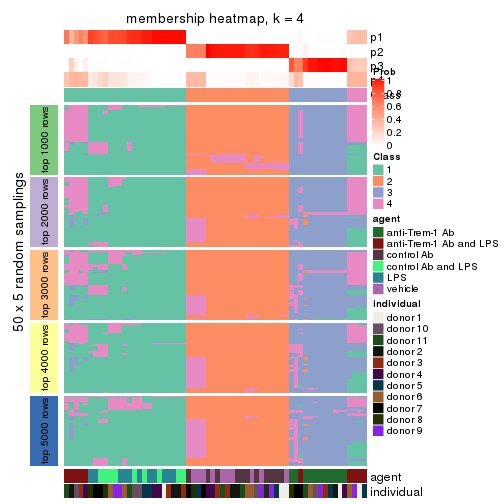 membership heatmap, k = 4
p1
p2
p3
Prob
1
0.8
0.6
0.4
0.2
0
Class
1
2
3
4
agent
anti-Trem-1 Ab
anti-Trem-1 Ab and LPS
control Ab
control Ab and LPS
LPS
vehicle
individual
donor 1
donor 10
donor 11
donor 2
donor 3
donor 4
donor 5
donor 6
donor 7
donor 8
donor 9
50 x 5 random samplings
top 1000 rows
top 2000 rows
top 3000 rows
top 4000 rows
top 5000 rows
agent
individual